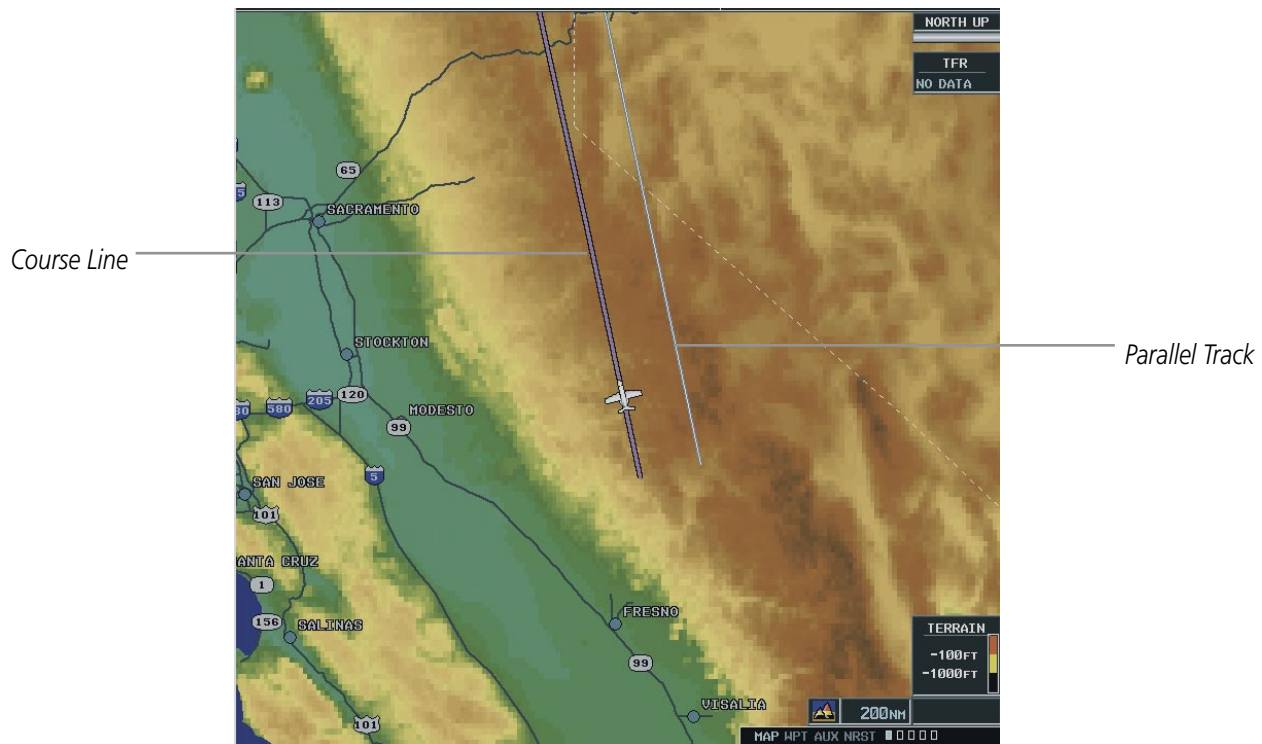 NORTH UP
TFR
NO DATA
65
5
113
SACRAMENTO
Course Line
STOCKTON
Parallel Track
80
580
205
120
MODESTO
99
5
SAN JOSE
101
ANTA CRUZ
1
156
SALINAS
FRESNO
99
TERRAIN
-100FT
-1000FT
VISALIA
101
200NM
MAP WPT AUX NRST